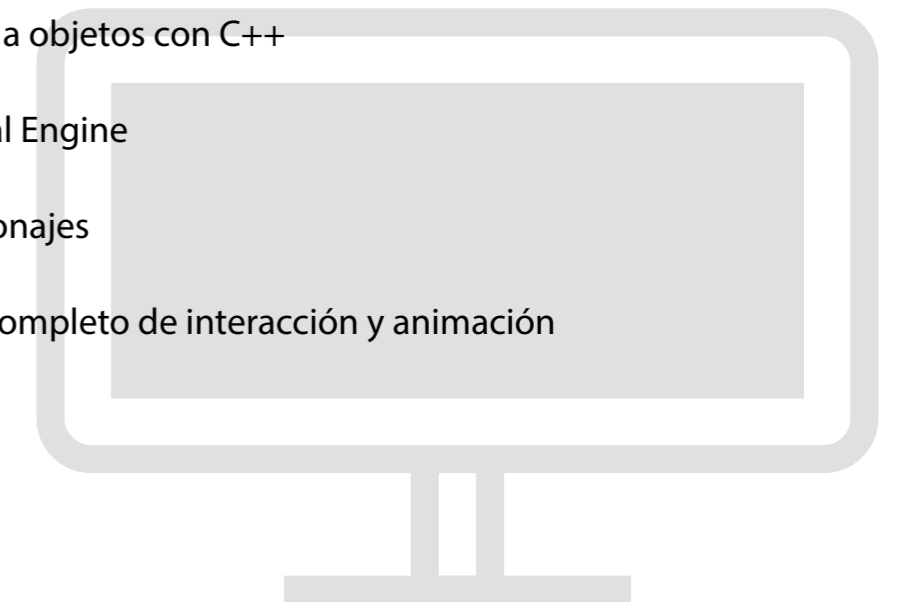 a objetos con C++
l Engine
onajes
ompleto de interacción y animación